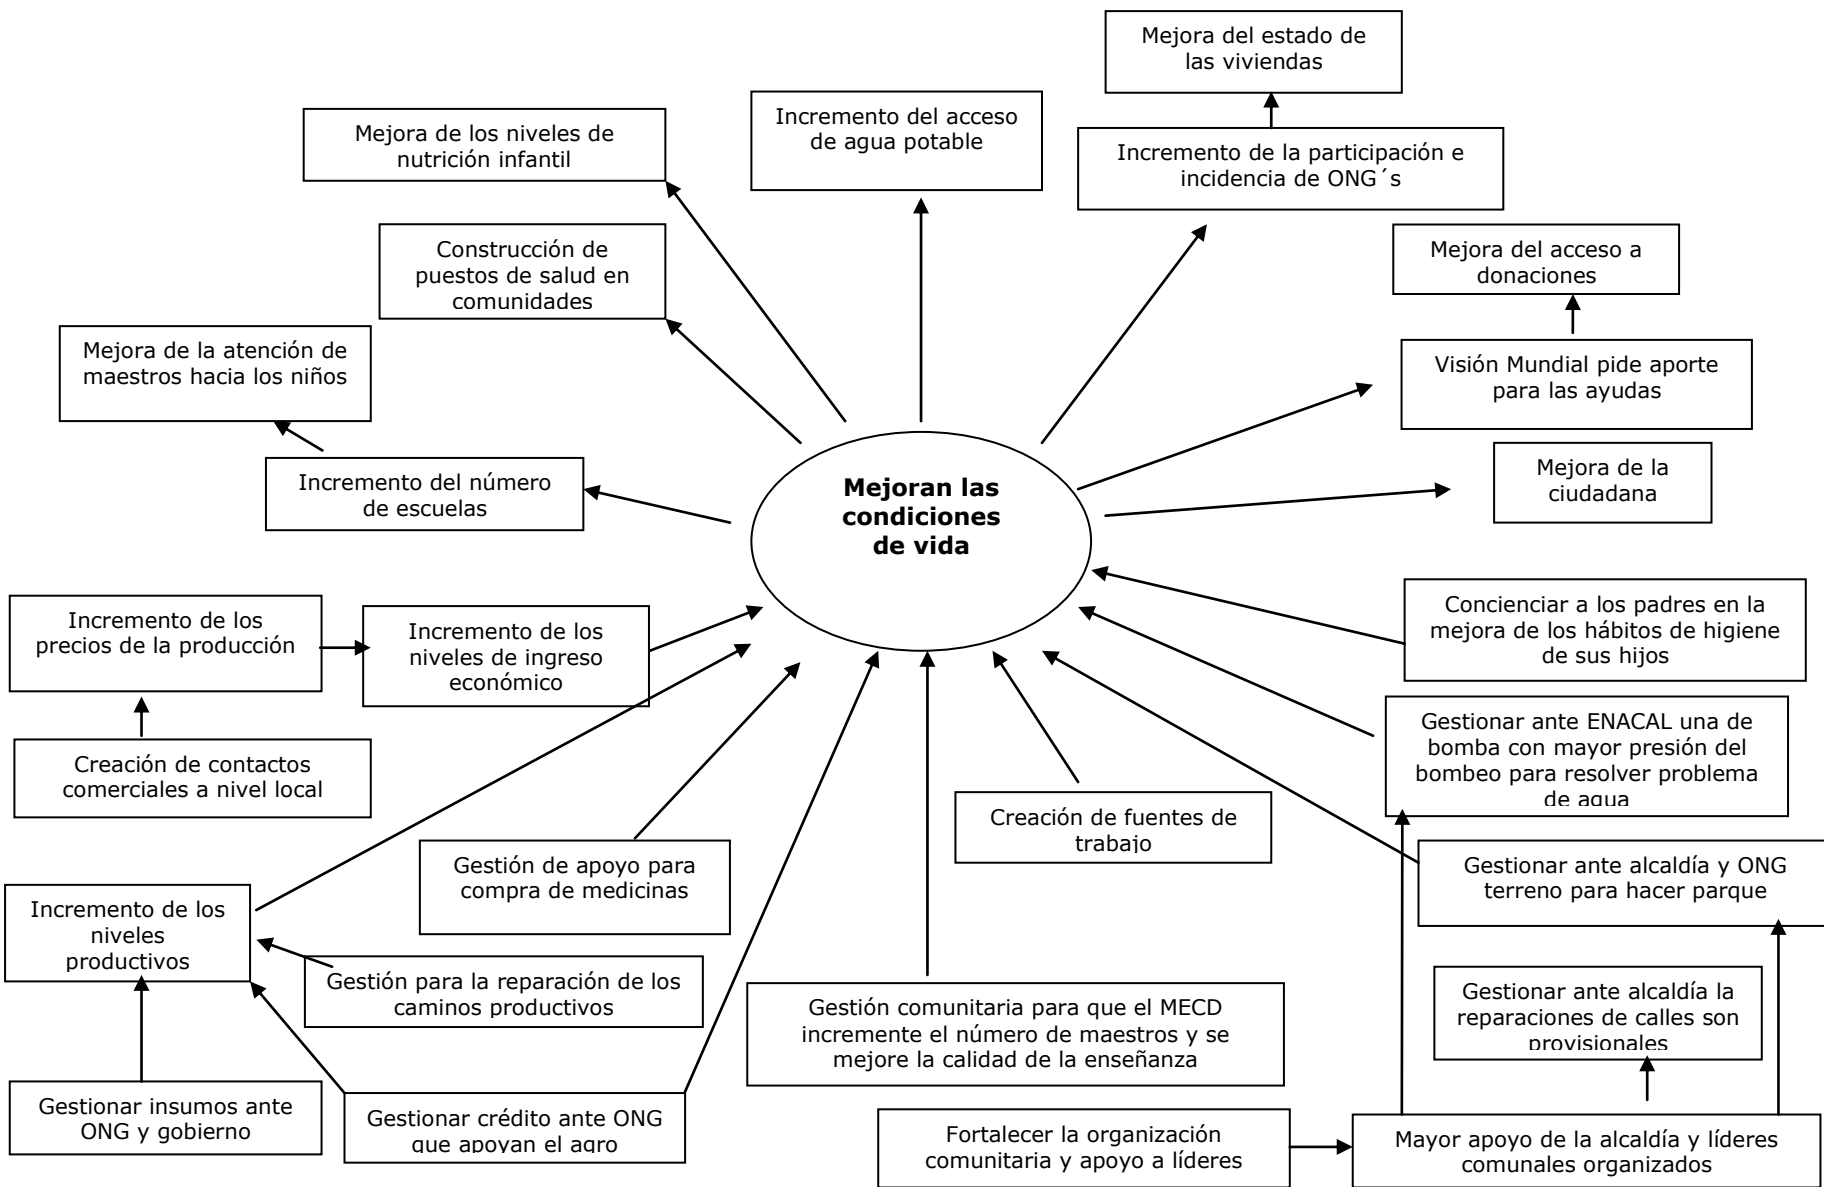 Mejora del estado de
las viviendas
Incremento del acceso
de agua potable
Mejora de los niveles de
nutrición infantil
Incremento de la participación e
incidencia de ONG´s
Construcción de
puestos de salud en
comunidades
Mejora del acceso a
donaciones
Mejora de la atención de
maestros hacia los niños
Visión Mundial pide aporte
para las ayudas
Incremento del número
de escuelas
Mejora de la
ciudadana
Mejoran las
condiciones
de vida
Incremento de los
precios de la producción
Incremento de los
niveles de ingreso
económico
Concienciar a los padres en la
mejora de los hábitos de higiene
de sus hijos
Creación de contactos
comerciales a nivel local
Gestionar ante ENACAL una de
bomba con mayor presión del
bombeo para resolver problema
de agua
Creación de fuentes de
trabajo
Gestión de apoyo para
compra de medicinas
Gestionar ante alcaldía y ONG
terreno para hacer parque
Incremento de los
niveles
productivos
Gestión para la reparación de los
caminos productivos
Gestión comunitaria para que el MECD
incremente el número de maestros y se
mejore la calidad de la enseñanza
Gestionar ante alcaldía la
reparaciones de calles son
provisionales
Gestionar insumos ante
ONG y gobierno
Gestionar crédito ante ONG
que apoyan el agro
Fortalecer la organización
comunitaria y apoyo a líderes
Mayor apoyo de la alcaldía y líderes
comunales organizados